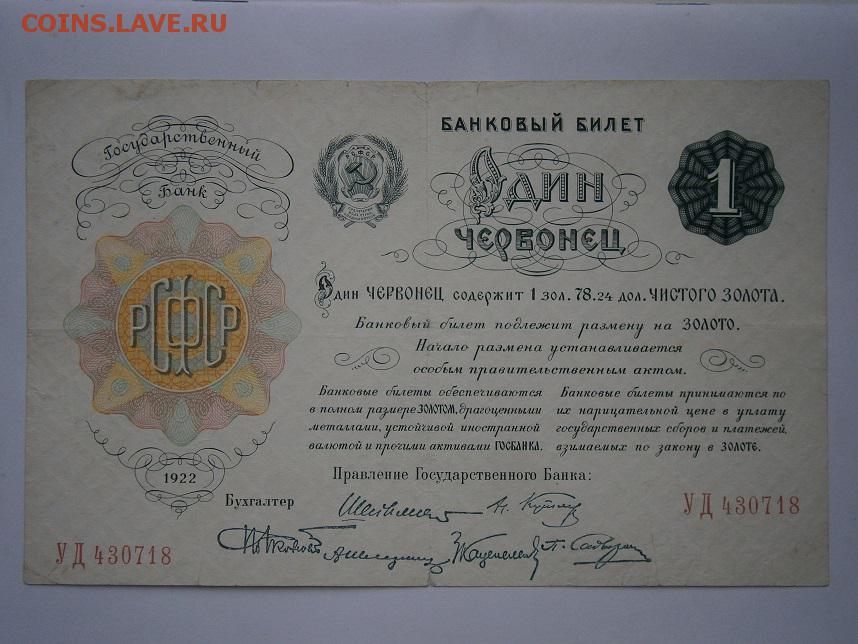 COINS.LAVE.RU
Государственный
Банк
РСФСР
БАНКОВЫЙ БИЛЕТ
ОДИН
ЧЕРВОНЕЦ
1
Один ЧЕРВОНЕЦ содержит 1 зол. 78.24 дол. ЧИСТОГО ЗОЛОТА.
Банковый билет подлежит размену на ЗОЛОТО.
Начало размена устанавливается
особым правительственным актом.
РСФСР
Банковые билеты обеспечиваются
в полном размере ЗОЛОТОМ, драгоценными
металлами, устойчивой иностранной
валютой и прочими активами ГОСБАНКА.
Банковые билеты принимаются по
их нарицательной цене в уплату
государственных сборов и платежей,
взимаемых по закону в ЗОЛОТЕ.
1922
Правление Государственного Банка:
Бухгалтер
УД 430718
УД 430718